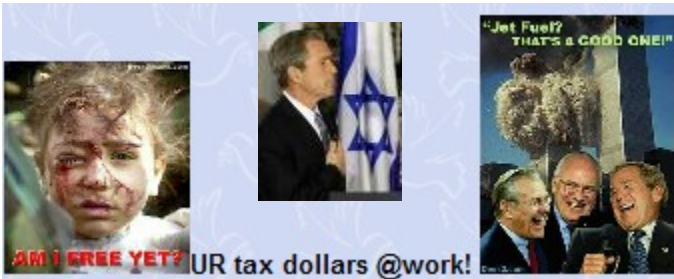 "Jet Fuel?
THAT'S A GOOD ONE!"
AM I FREE YET?
UR tax dollars @work!